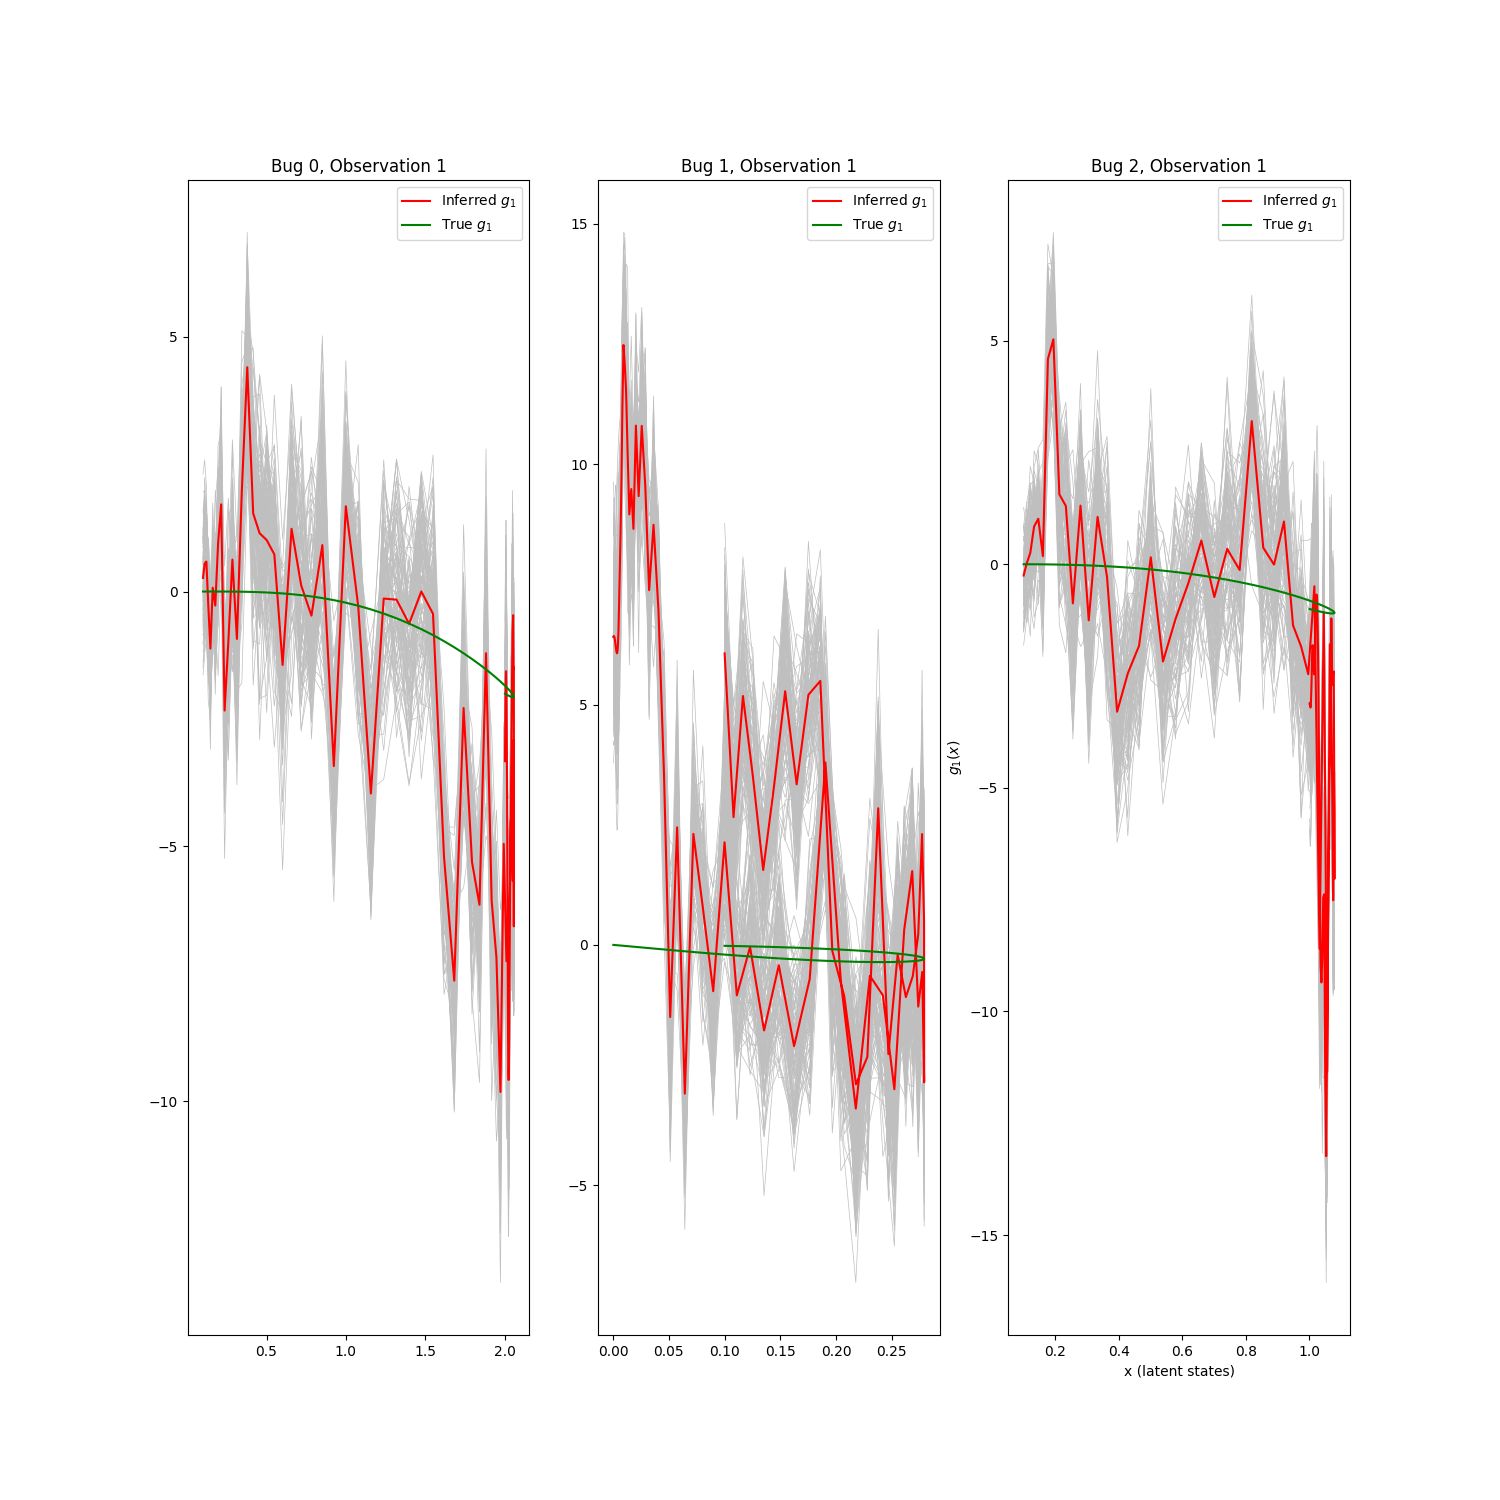 Bug 0, Observation 1
Inferred g₁
True g₁
5
0
−5
−10
0.5 1.0 1.5 2.0
Bug 1, Observation 1
Inferred g₁
True g₁
15
10
5
0
−5
0.00 0.05 0.10 0.15 0.20 0.25
Bug 2, Observation 1
Inferred g₁
True g₁
g₁(x)
5
0
−5
−10
−15
0.2 0.4 0.6 0.8 1.0
x (latent states)